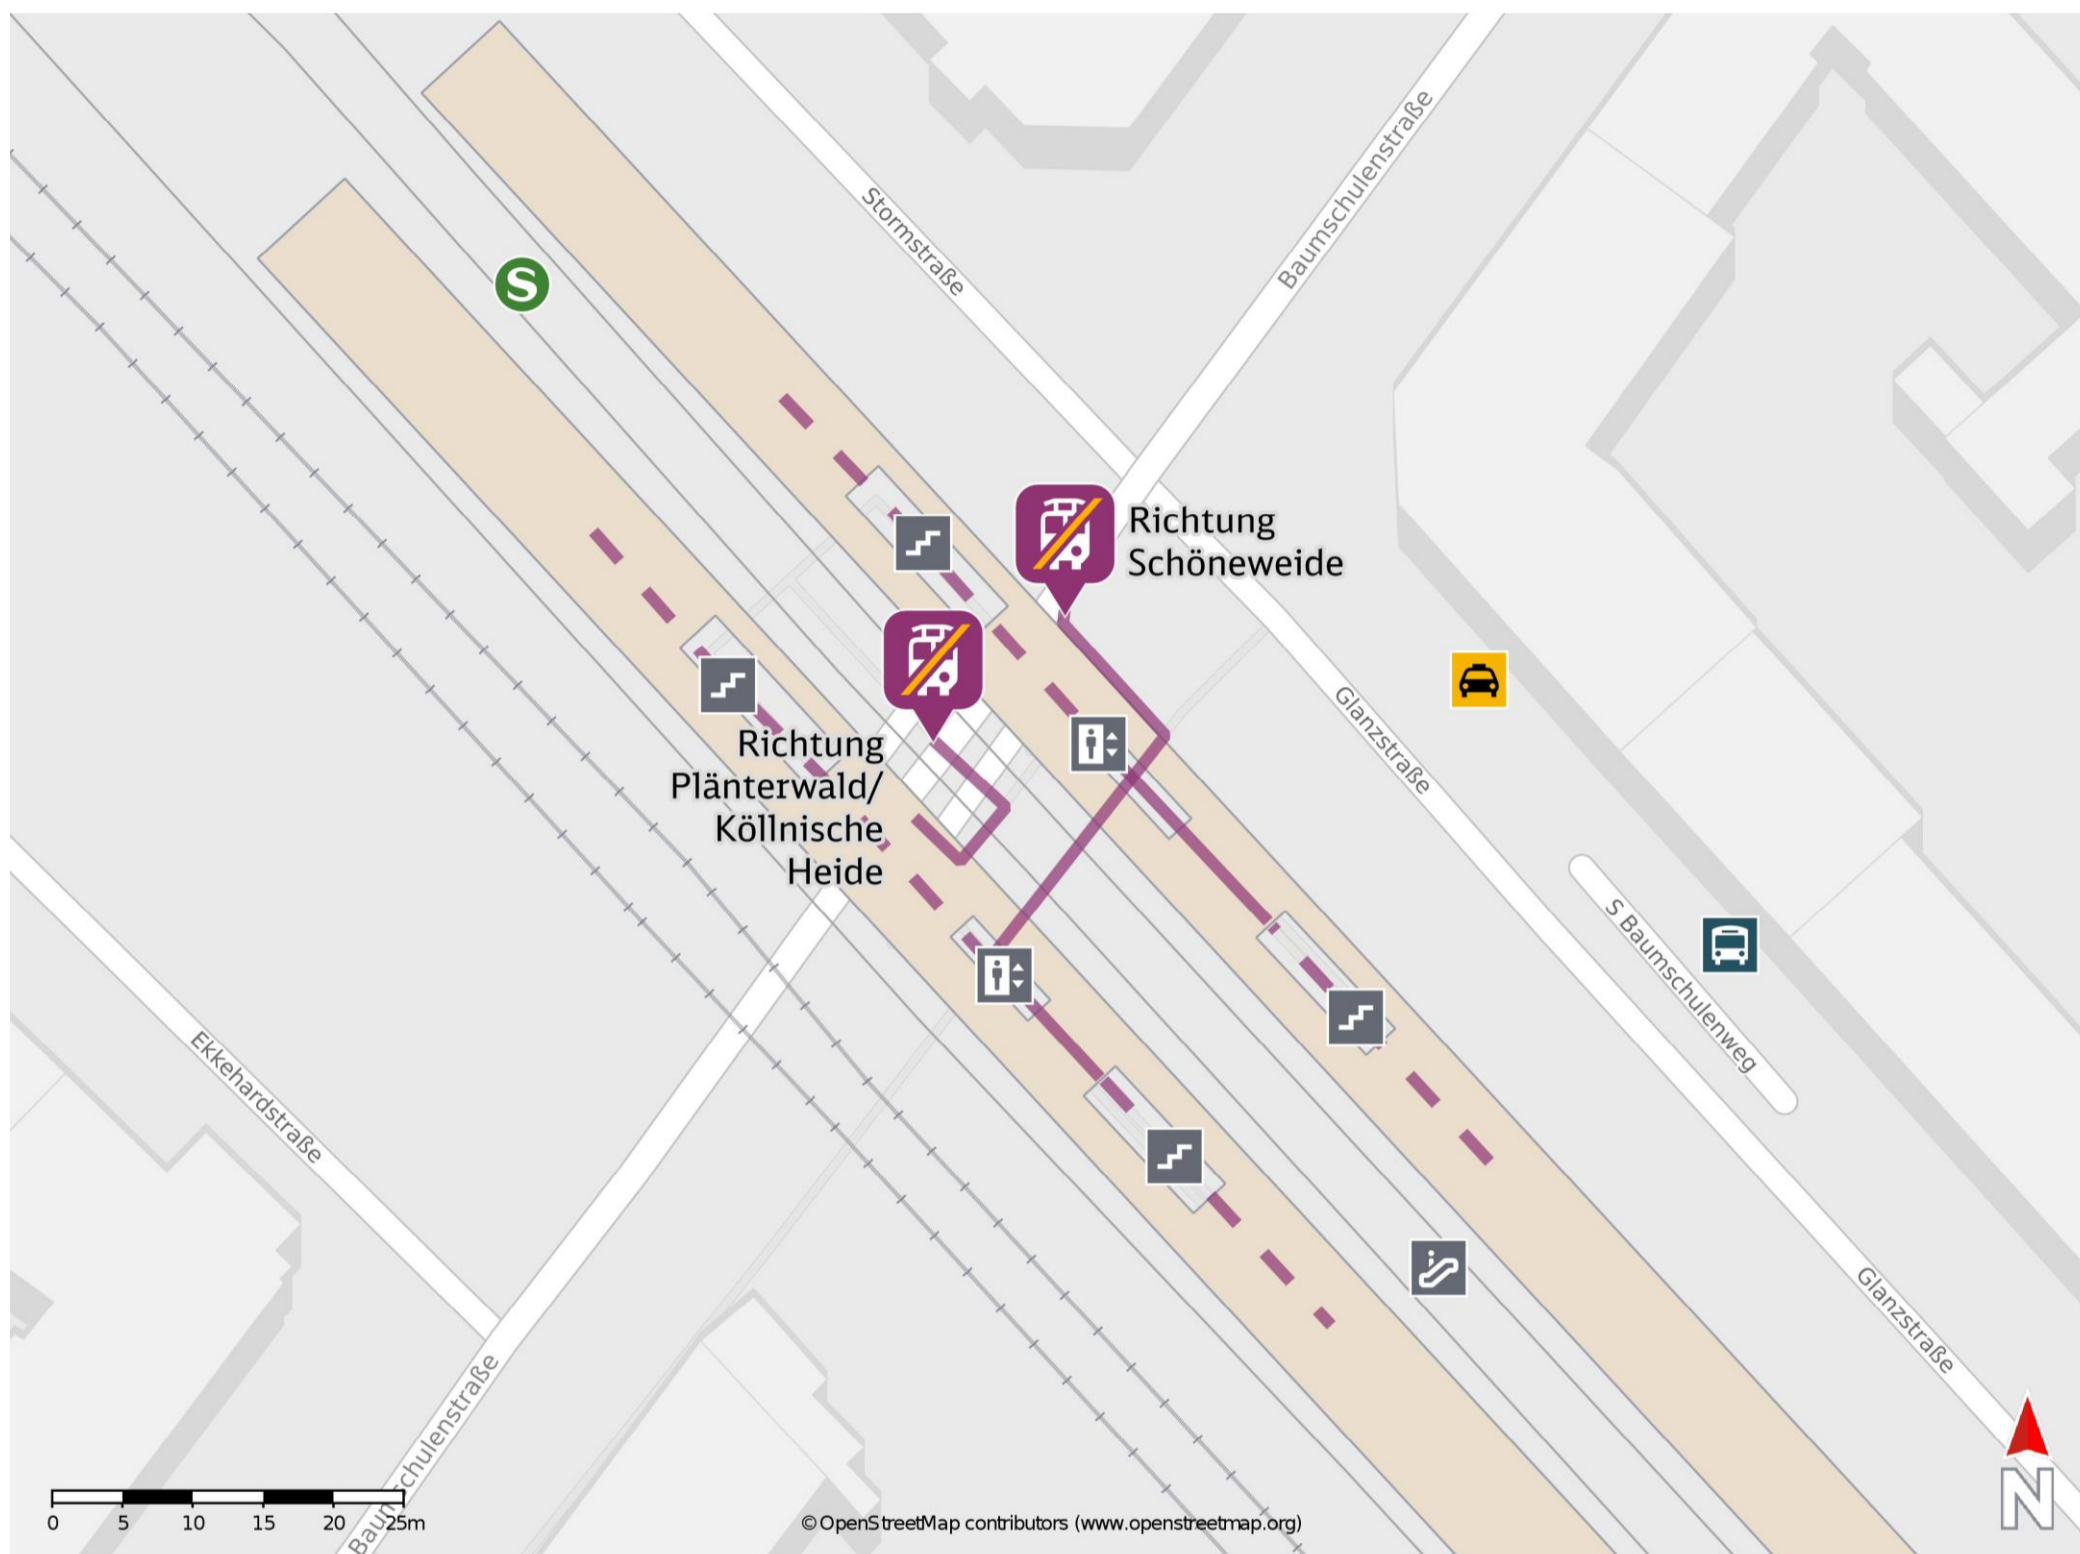 S
Stormstraße
Baumschulenstraße
Richtung
Schöneweide
Richtung
Plänterwald/
Köllnische
Heide
Glanzstraße
S Baumschulenweg
Ekkehardstraße
Glanzstraße
Baumschulenstraße
0 5 10 15 20 25m
© OpenStreetMap contributors (www.openstreetmap.org)
N